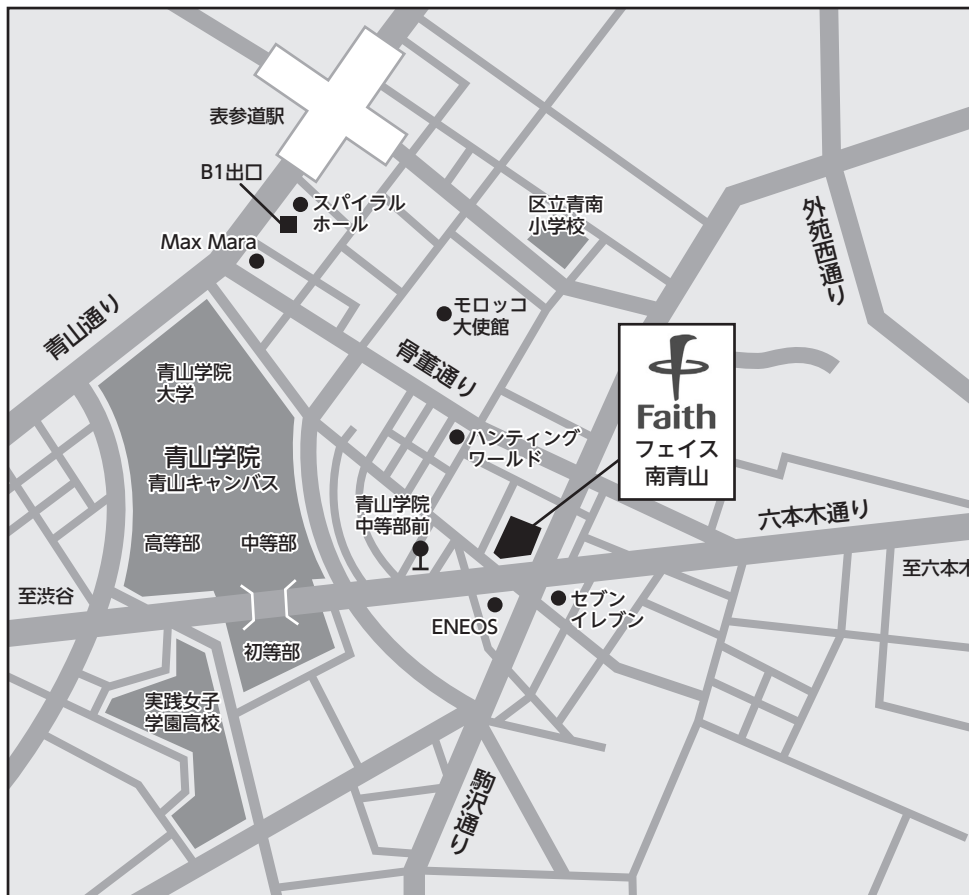 表参道駅
B1出口
スパイラル
ホール
区立青南
小学校
外苑西通り
Max Mara
青山通り
モロッコ
大使館
骨董通り
Faith
フェイス
南青山
青山学院
大学
青山学院
青山キャンバス
ハンティング
ワールド
青山学院
中等部前
六本木通り
高等部
中等部
至渋谷
至六本木
セブン
イレブン
ENEOS
初等部
実践女子
学園高校
駒沢通り